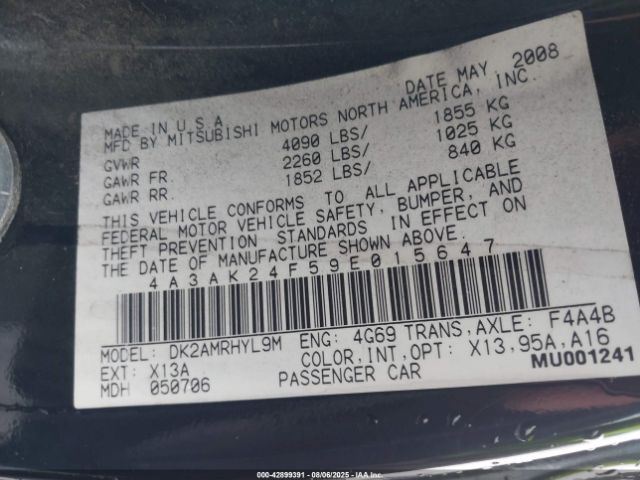 DATE MAY 2008
MADE IN U.S.A
MFD BY MITSUBISHI MOTORS NORTH AMERICA, INC.
GVWR 4090 LBS/ 1855 KG
GAWR FR. 2260 LBS/ 1025 KG
GAWR RR. 1852 LBS/ 840 KG
THIS VEHICLE CONFORMS TO ALL APPLICABLE
FEDERAL MOTOR VEHICLE SAFETY, BUMPER, AND
THEFT PREVENTION STANDARDS IN EFFECT ON
THE DATE OF MANUFACTURE SHOWN ABOVE.
4A3AK24F59E015647
MODEL: DK2AMRHYL9M ENG: 4G69 TRANS,AXLE: F4A4B
EXT: X13A COLOR,INT,OPT: X13,95A,A16
MDH 050706 PASSENGER CAR MU001241
000-42899391 - 08/06/2025 - IAA Inc.